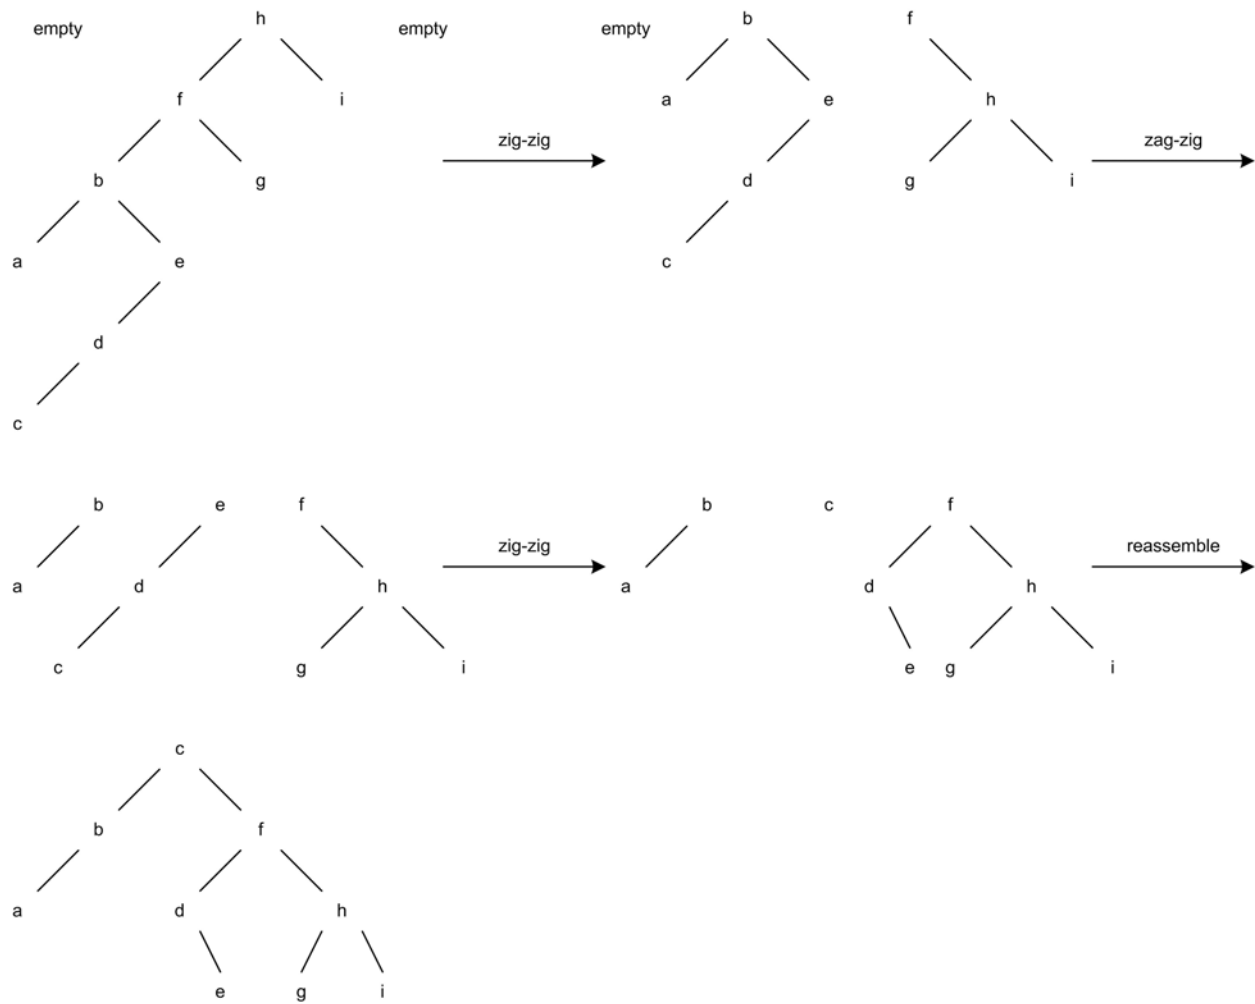 empty h empty empty b f
f i a e h
zig-zig zag-zig
b g d g i
a e c
d
c
b e f b c f
zig-zig reassemble
a d h a d h
c g i e g i
c
b f
a d h
e g i